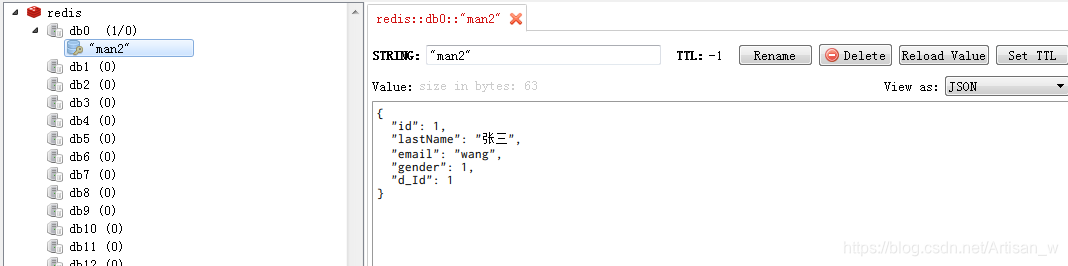 redis
db0 (1/0)
"man2"
db1 (0)
db2 (0)
db3 (0)
db4 (0)
db5 (0)
db6 (0)
db7 (0)
db8 (0)
db9 (0)
db10 (0)
db11 (0)
db12 (0)
redis::db0::"man2"
STRING: "man2" TTL: -1 Rename Delete Reload Value Set TTL
Value: size in bytes: 63 View as: JSON
{
"id": 1,
"lastName": "张三",
"email": "wang",
"gender": 1,
"d_Id": 1
}
https://blog.csdn.net/Artisan_w